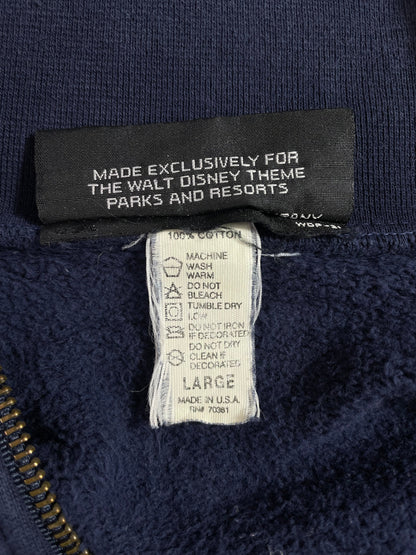 MADE EXCLUSIVELY FOR
THE WALT DISNEY THEME
PARKS AND RESORTS
100% COTTON
MACHINE
WASH
WARM
DO NOT
BLEACH
TUMBLE DRY
LOW
DO NOT IRON
IF DECORATED
DO NOT DRY
CLEAN IF
DECORATED
LARGE
MADE IN U.S.A.
RN# 70381